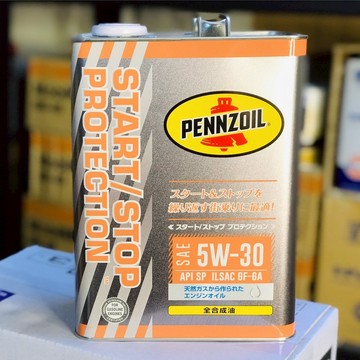 START/STOP
PROTECTION
PENNZOIL
スタート&ストップを
繰り返す街乗りに最適!
≪ スタート/ストップ プロテクション ≫
SAE 5W-30
API SP ILSAC GF-6A
天然ガスから作られた
エンジンオイル
全合成油
FOR
GASOLINE
ENGINES